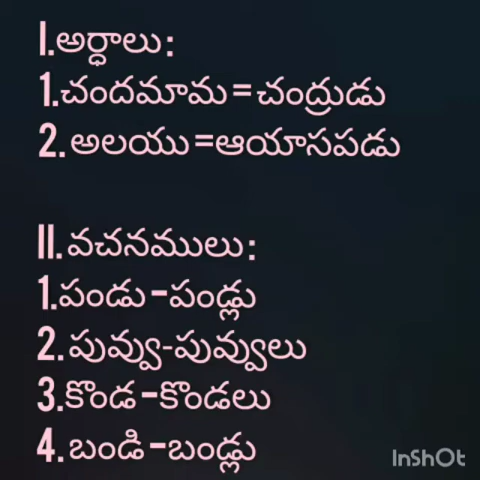 I.అర్ధాలు:
1.చందమామ=చంద్రుడు
2.అలయు=ఆయాసపడు
II.వచనములు:
1.పండు-పండ్లు
2.పువ్వు-పువ్వులు
3.కొండ-కొండలు
4.బండి-బండ్లు
InShOt